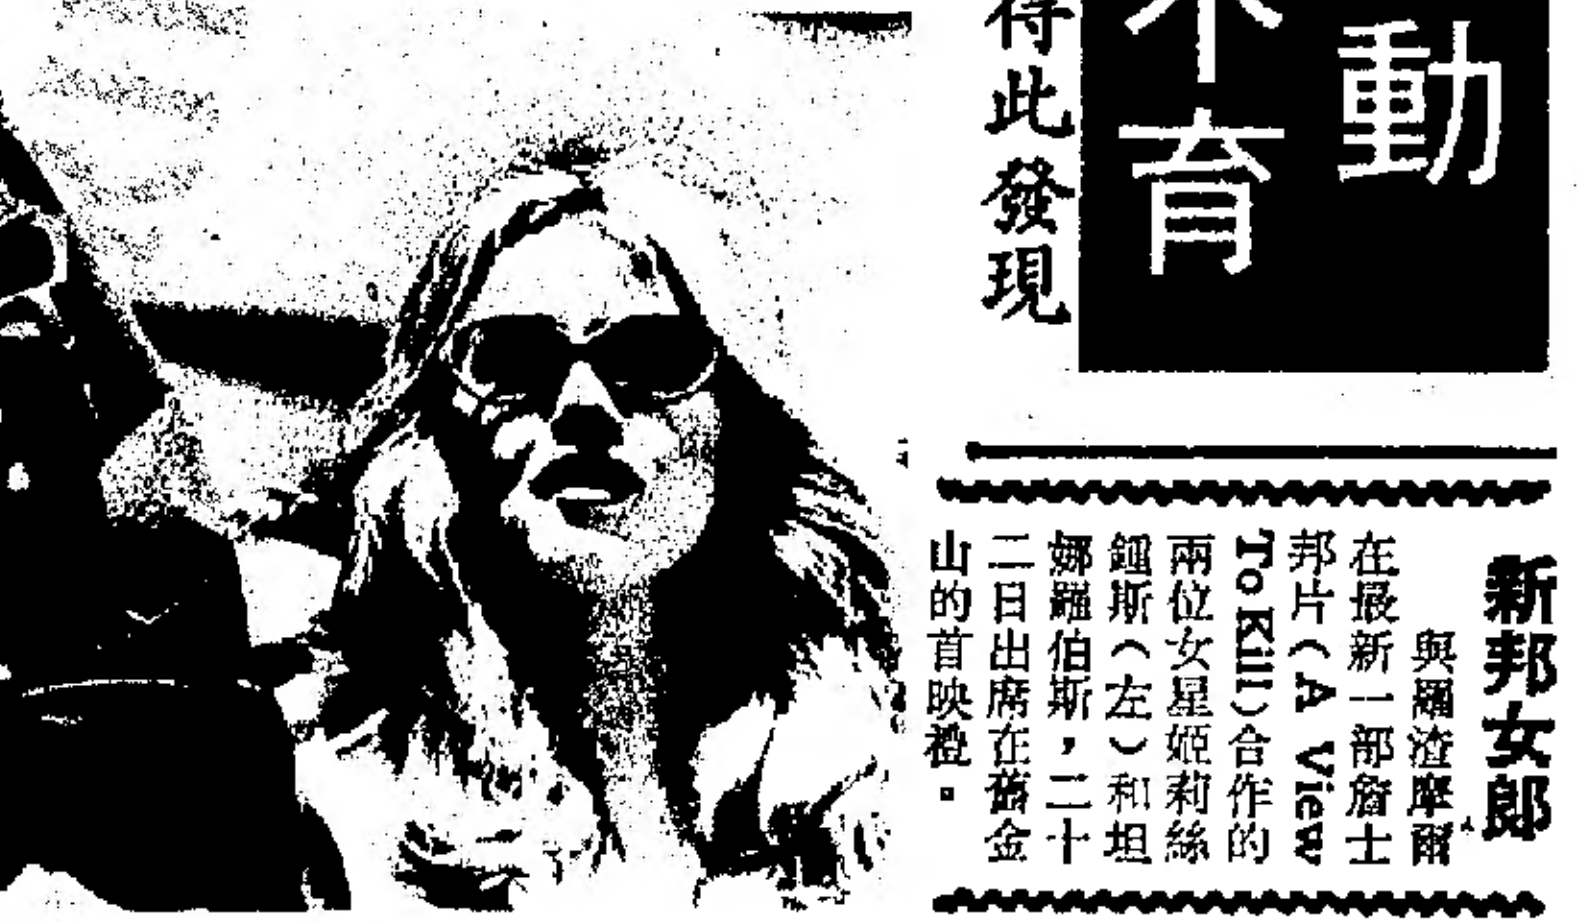 動
不育
得此發現
新邦女郎
與羅渣摩爾
在最新一部詹士
邦片(A View
To Kill)合作的
兩位女星姬莉絲
鍾斯(左)和坦
娜羅伯斯，二十
二日出席在舊金
山的首映禮。